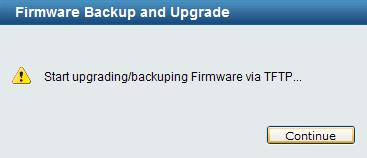 Firmware Backup and Upgrade
Start upgrading/backuping Firmware via TFTP...
Continue